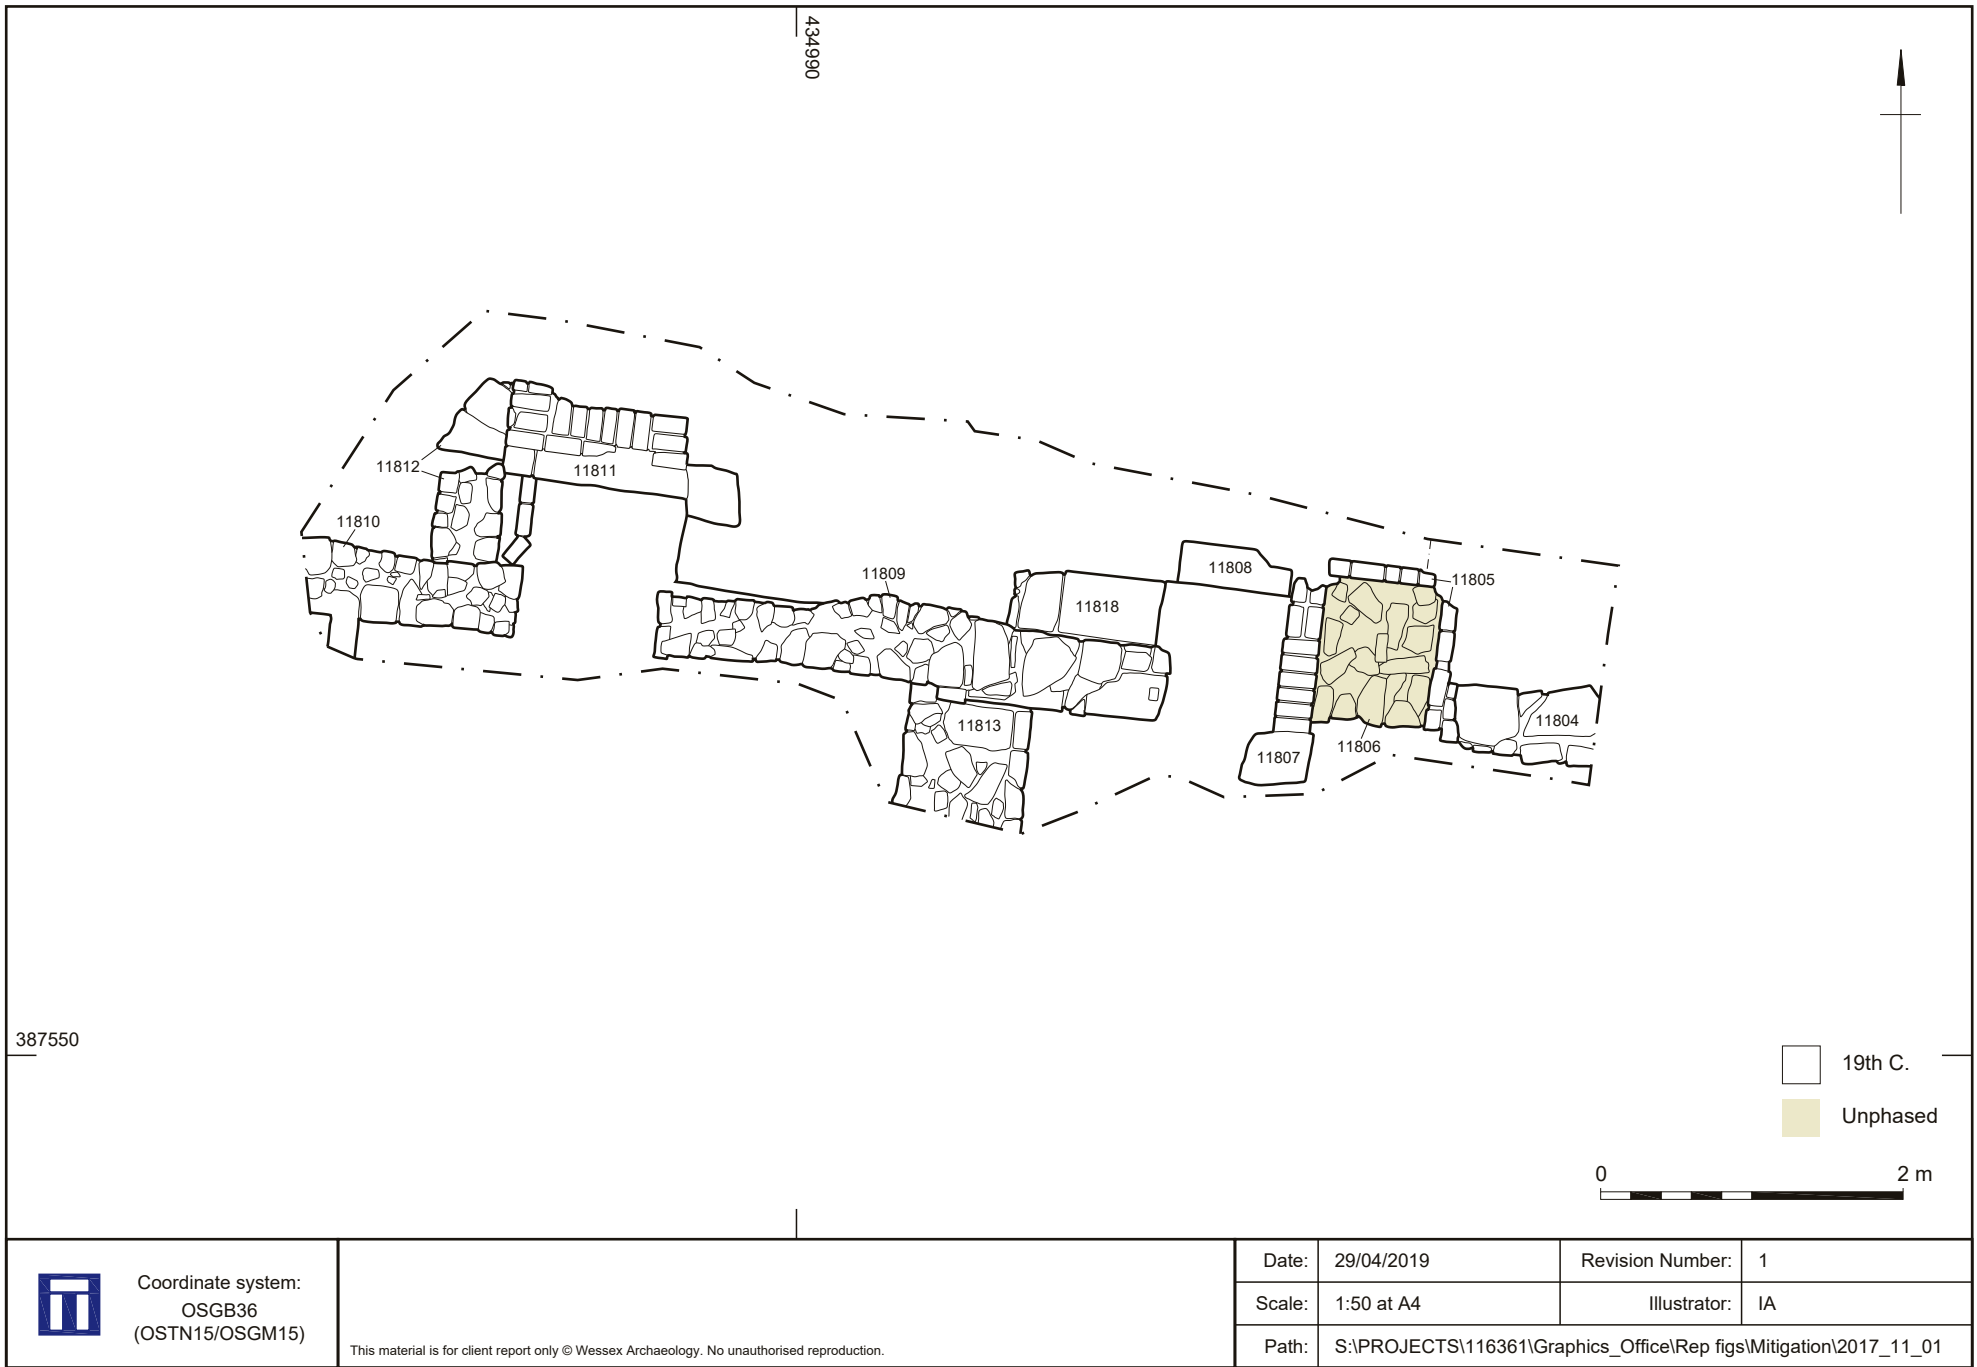 434990
11812
11811
11810
11809
11808
11805
11818
11813
11804
11806
11807
387550
19th C.
Unphased
0 2 m
Coordinate system:
OSGB36
(OSTN15/OSGM15)
This material is for client report only © Wessex Archaeology. No unauthorised reproduction.
Date: 29/04/2019 Revision Number: 1
Scale: 1:50 at A4 Illustrator: IA
Path: S:\PROJECTS\116361\Graphics_Office\Rep figs\Mitigation\2017_11_01